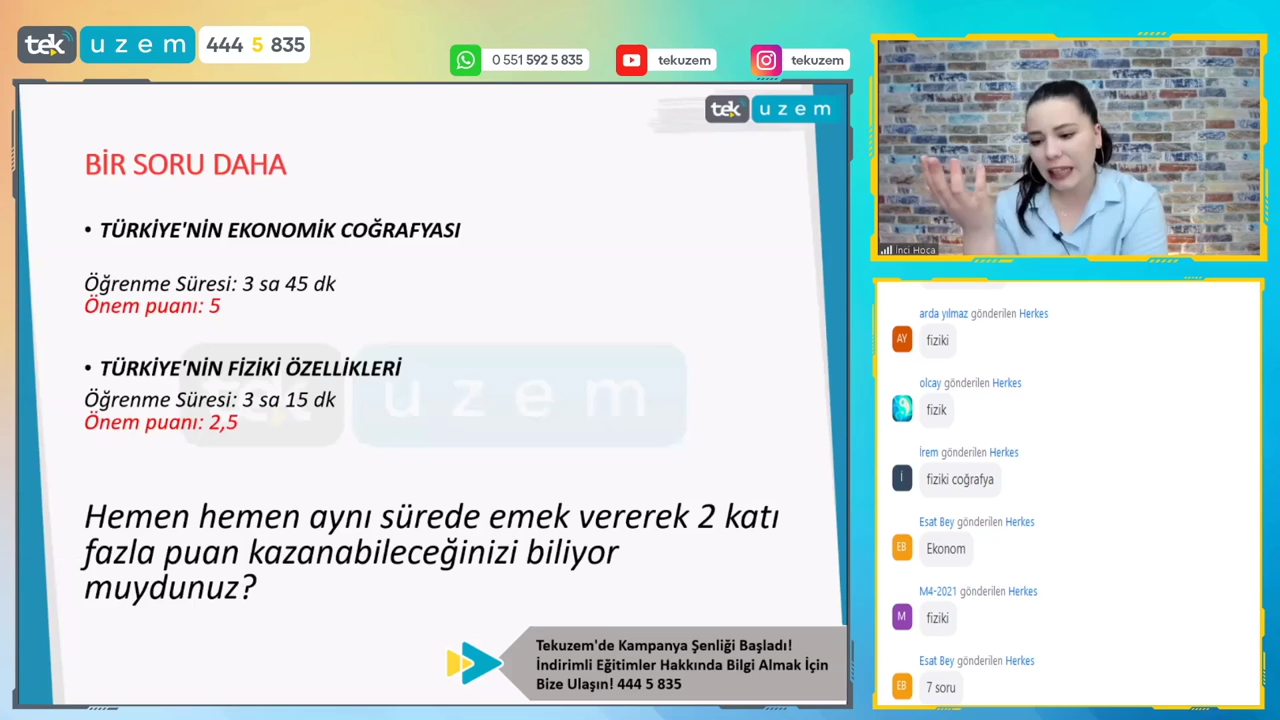 tek uzem 444 5 835
0 551 592 5 835
tekuzem
tekuzem
tek uzem
BİR SORU DAHA
• TÜRKİYE'NİN EKONOMİK COĞRAFYASI
Öğrenme Süresi: 3 sa 45 dk
Önem puanı: 5
• TÜRKİYE'NİN FİZİKİ ÖZELLİKLERİ
Öğrenme Süresi: 3 sa 15 dk
Önem puanı: 2,5
tek uzem
Hemen hemen aynı sürede emek vererek 2 katı
fazla puan kazanabileceğinizi biliyor
muydunuz?
Tekuzem'de Kampanya Şenliği Başladı!
İndirimli Eğitimler Hakkında Bilgi Almak İçin
Bize Ulaşın! 444 5 835
İnci Hoca
arda yılmaz gönderilen Herkes
AY
fiziki
olcay gönderilen Herkes
fizik
İrem gönderilen Herkes
İ
fiziki coğrafya
Esat Bey gönderilen Herkes
EB
Ekonom
M4-2021 gönderilen Herkes
M
fiziki
Esat Bey gönderilen Herkes
EB
7 soru